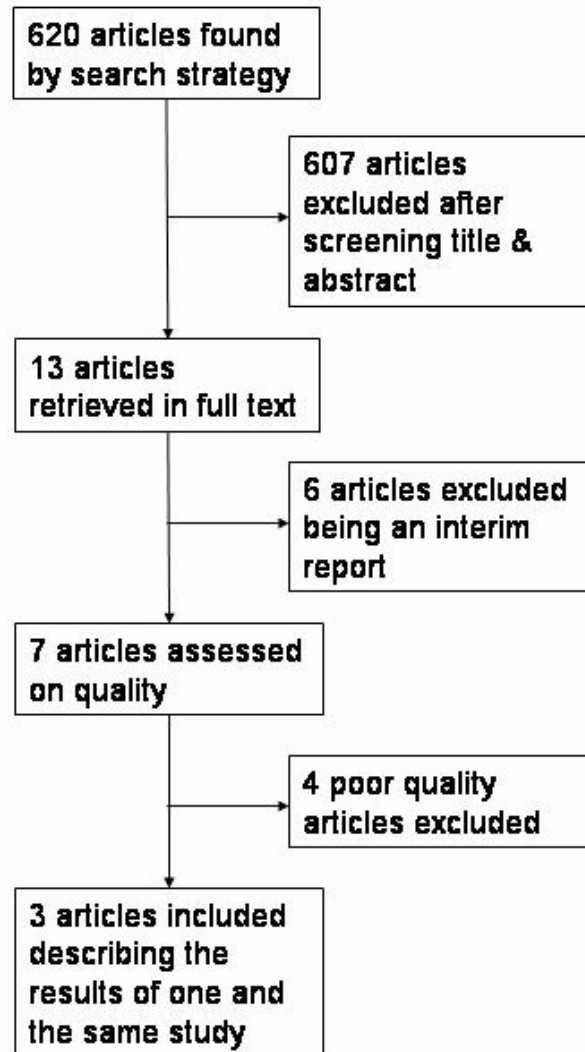 620 articles found
by search strategy
607 articles
excluded after
screening title &
abstract
13 articles
retrieved in full text
6 articles excluded
being an interim
report
7 articles assessed
on quality
4 poor quality
articles excluded
3 articles included
describing the
results of one and
the same study